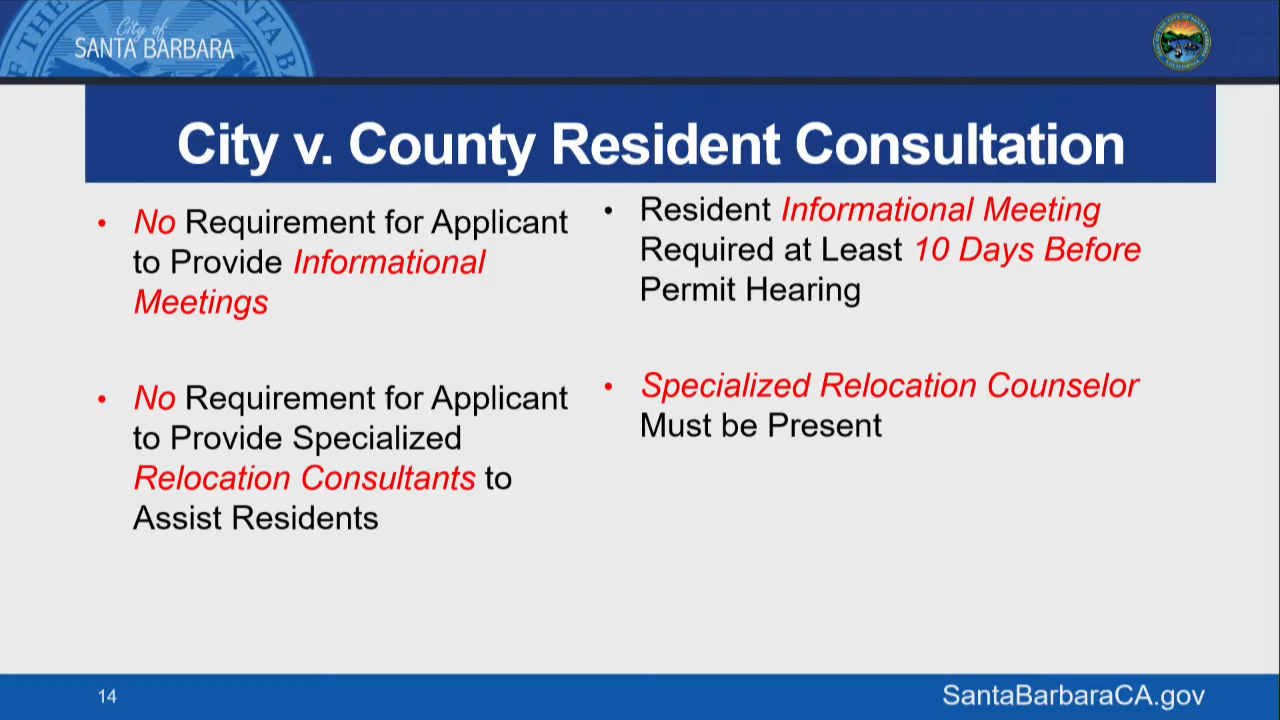 City of
SANTA BARBARA
City v. County Resident Consultation
• No Requirement for Applicant
to Provide Informational
Meetings
• No Requirement for Applicant
to Provide Specialized
Relocation Consultants to
Assist Residents
• Resident Informational Meeting
Required at Least 10 Days Before
Permit Hearing
• Specialized Relocation Counselor
Must be Present
14
SantaBarbaraCA.gov